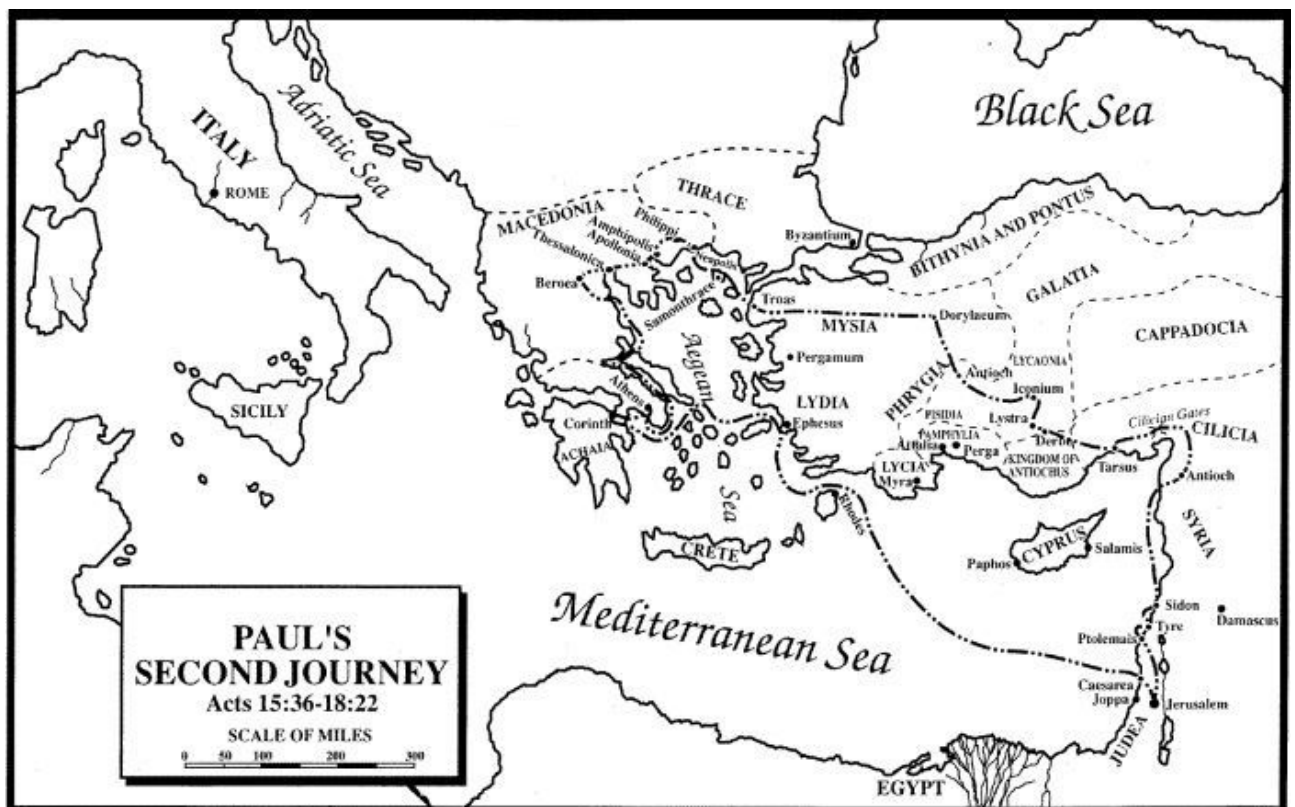 Black Sea
Adriatic Sea
ITALY
ROME
THRACE
MACEDONIA
Philippi
Amphipolis
Apollonia
Neapolis
Thessalonica
Byzantium
BITHYNIA AND PONTUS
Beroea
Samonthrace
Troas
GALATIA
MYSIA
Dorylaeum
CAPPADOCIA
Aegean
Sea
Pergamum
LYCAONIA
Antioch
PHRYGIA
Iconium
SICILY
Athens
LYDIA
PISIDIA
Lystra
Cilician Gates
Corinth
Ephesus
PAMPHYLIA
Derbe
CILICIA
ACHAIA
Attalia
Perga
KINGDOM OF
ANTIOCHUS
Tarsus
LYCIA
Myra
Antioch
Rhodes
SYRIA
CRETE
CYPRUS
Salamis
Paphos
Mediterranean Sea
Sidon
Tyre
Damascus
Ptolemais
Caesarea
Joppa
Jerusalem
JUDEA
EGYPT
PAUL'S
SECOND JOURNEY
Acts 15:36-18:22
SCALE OF MILES
0 50 100 200 300